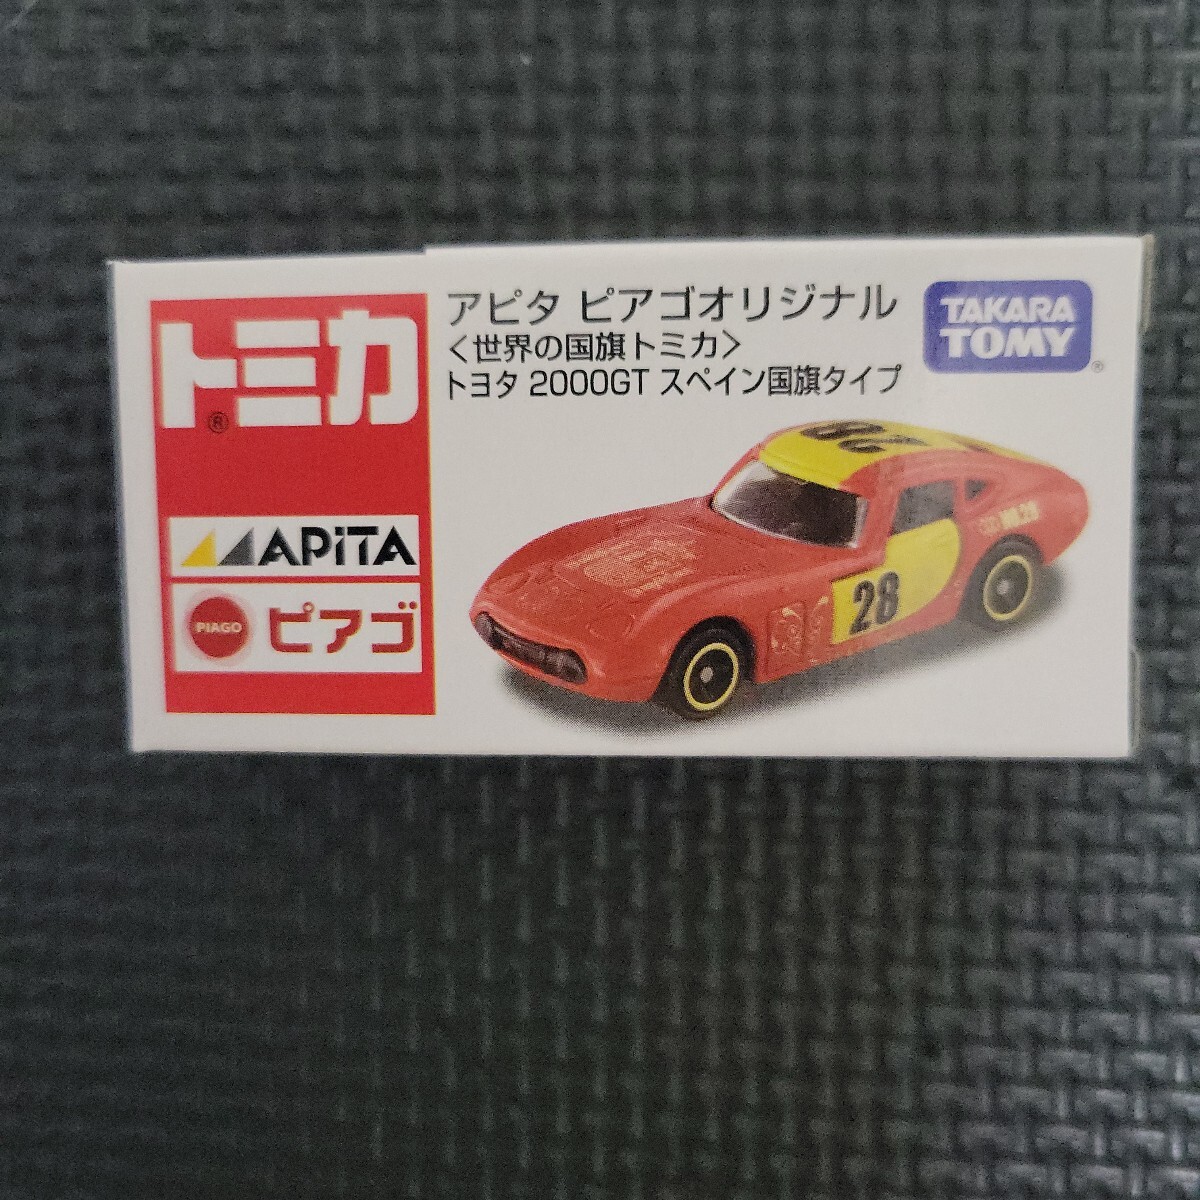 トミカ
®
APiTA
PIAGO ピアゴ
アピタ ピアゴオリジナル
<世界の国旗トミカ>
トヨタ 2000GT スペイン国旗タイプ
TAKARA
TOMY
®
28
28
NO.28